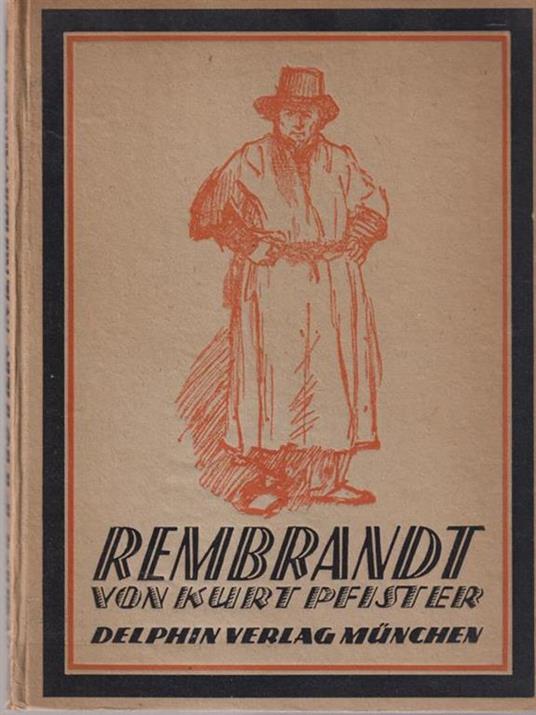 REMBRANDT
VON KURT PFISTER
DELPHIN VERLAG MÜNCHEN